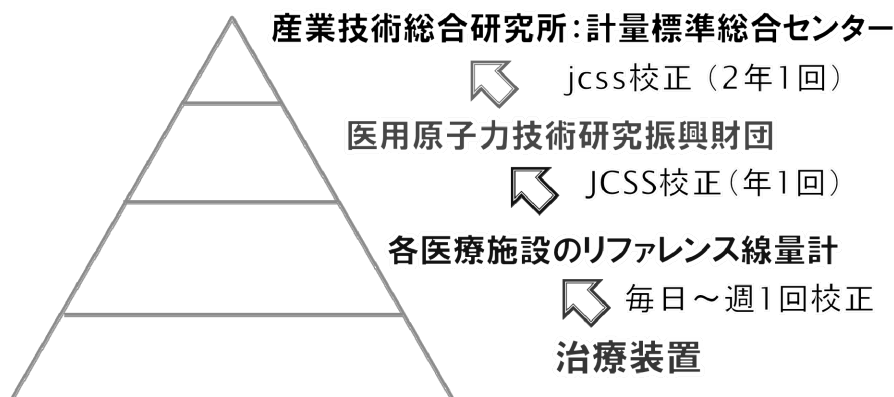 産業技術総合研究所：計量標準総合センター
jcss校正（2年1回）
医用原子力技術研究振興財団
JCSS校正（年1回）
各医療施設のリファレンス線量計
毎日～週1回校正
治療装置